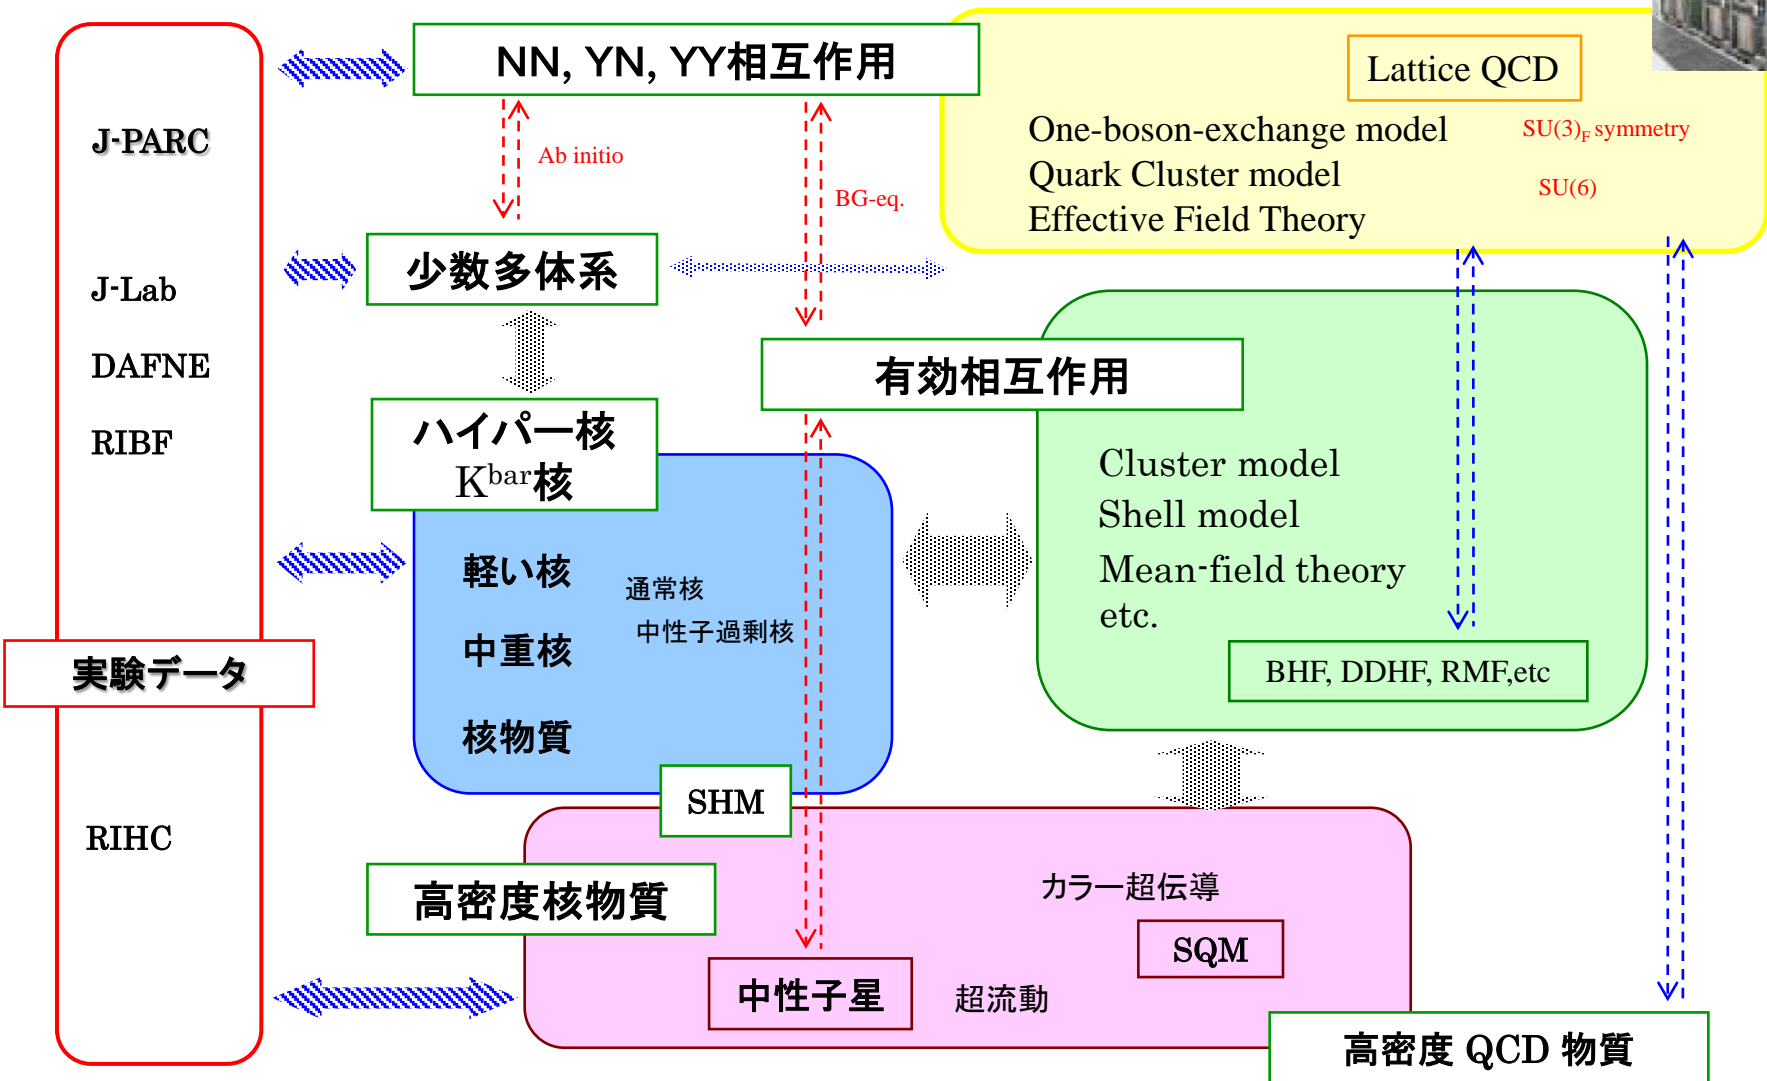 NN, YN, YY相互作用
Lattice QCD
One-boson-exchange model
SU(3)F symmetry
Quark Cluster model
SU(6)
Effective Field Theory
J-PARC
Ab initio
BG-eq.
少数多体系
J-Lab
DAFNE
RIBF
有効相互作用
ハイパー核
Kbar核
Cluster model
Shell model
Mean-field theory
etc.
軽い核
通常核
中性子過剰核
中重核
核物質
BHF, DDHF, RMF,etc
実験データ
SHM
RIHC
高密度核物質
カラー超伝導
SQM
中性子星
超流動
高密度 QCD 物質